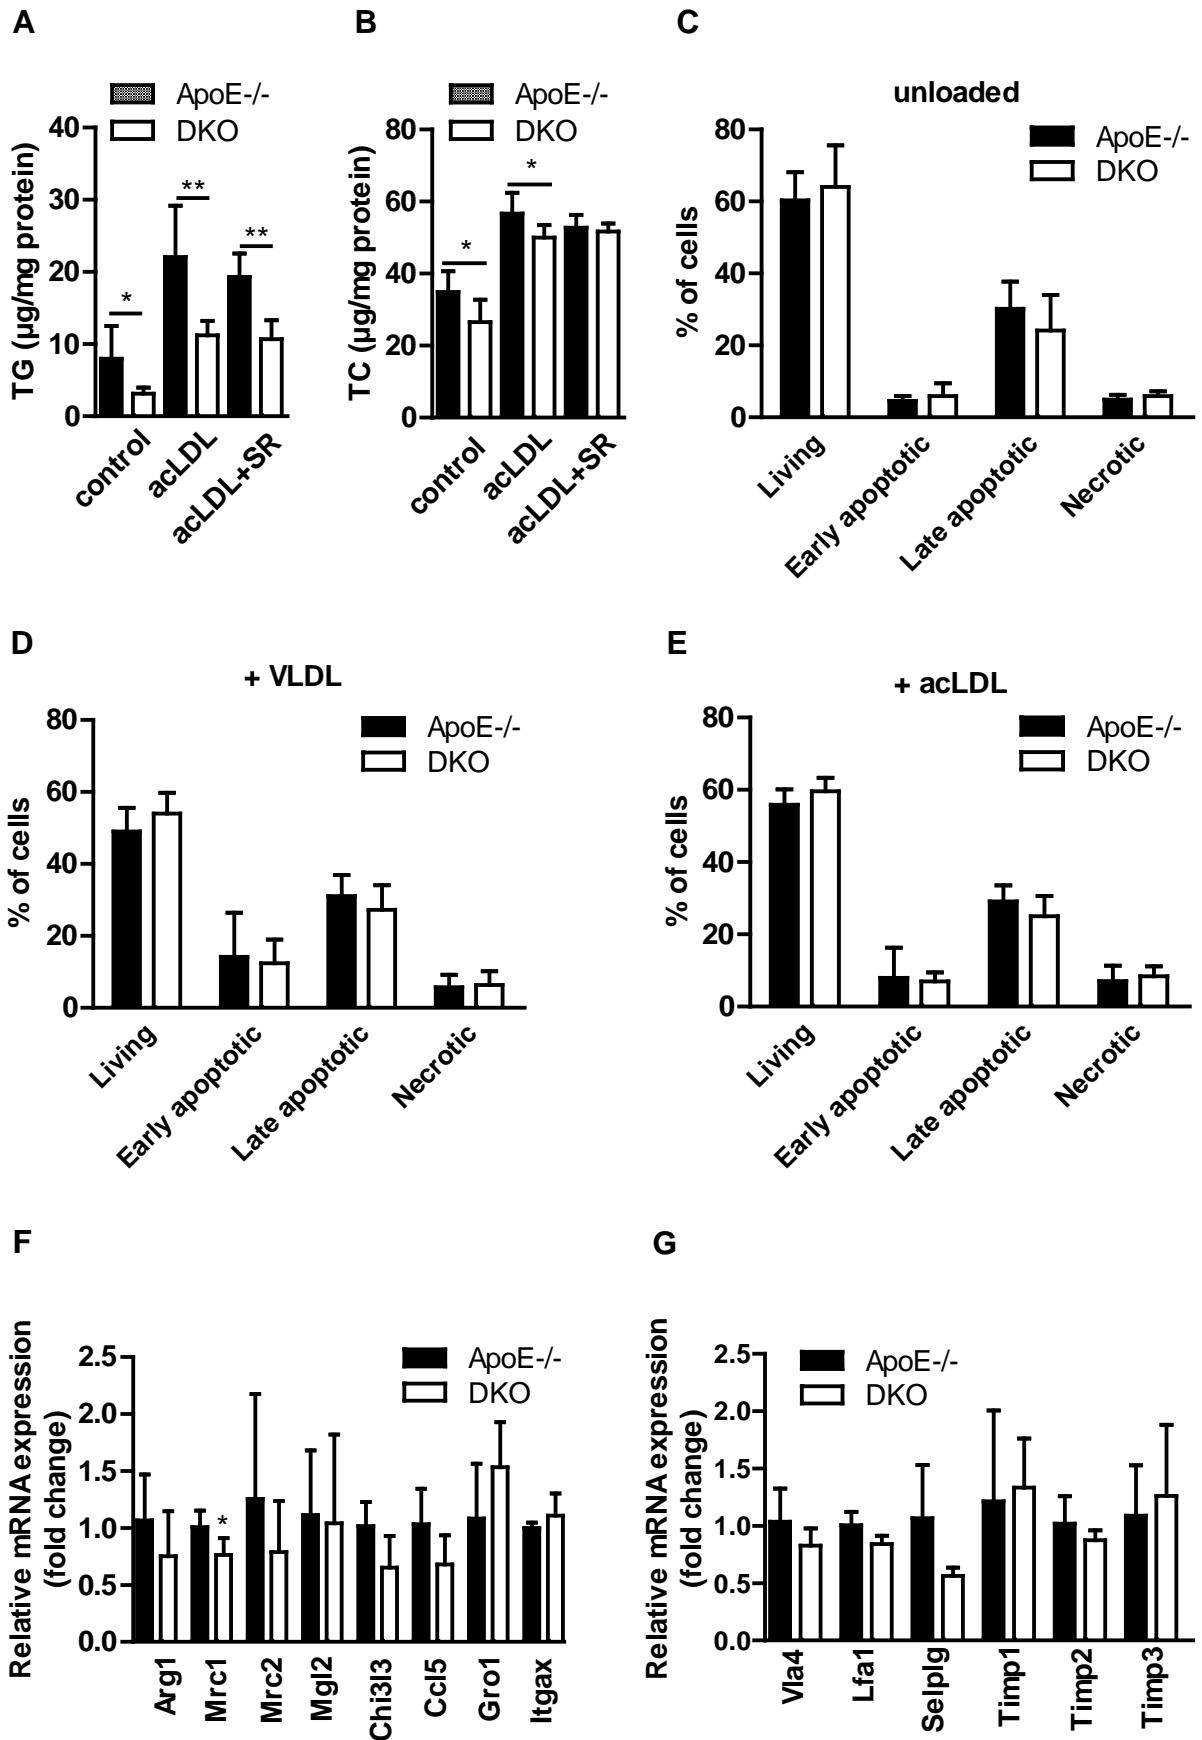 A
ApoE-/-
DKO
TG (µg/mg protein)
40
30
20
10
0
*
**
**
control
acLDL
acLDL+SR
B
ApoE-/-
DKO
TC (µg/mg protein)
80
60
40
20
0
*
*
control
acLDL
acLDL+SR
C
unloaded
ApoE-/-
DKO
% of cells
80
60
40
20
0
Living
Early apoptotic
Late apoptotic
Necrotic
D
+ VLDL
ApoE-/-
DKO
% of cells
80
60
40
20
0
Living
Early apoptotic
Late apoptotic
Necrotic
E
+ acLDL
ApoE-/-
DKO
% of cells
80
60
40
20
0
Living
Early apoptotic
Late apoptotic
Necrotic
F
ApoE-/-
DKO
Relative mRNA expression
(fold change)
2.5
2.0
1.5
1.0
0.5
0.0
*
Arg1
Mrc1
Mrc2
Mgl2
Chi3l3
Ccl5
Gro1
Itgax
G
ApoE-/-
DKO
Relative mRNA expression
(fold change)
2.5
2.0
1.5
1.0
0.5
0.0
Vla4
Lfa1
Selplg
Timp1
Timp2
Timp3